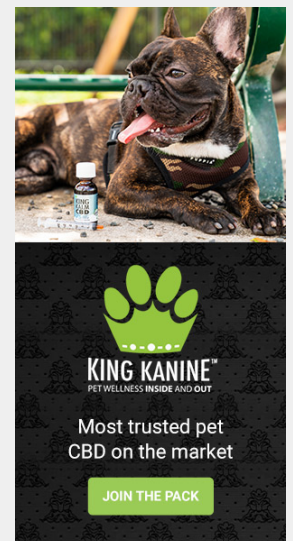 KING
KALM
CBD
KING KANINE™
PET WELLNESS INSIDE AND OUT
Most trusted pet
CBD on the market
JOIN THE PACK